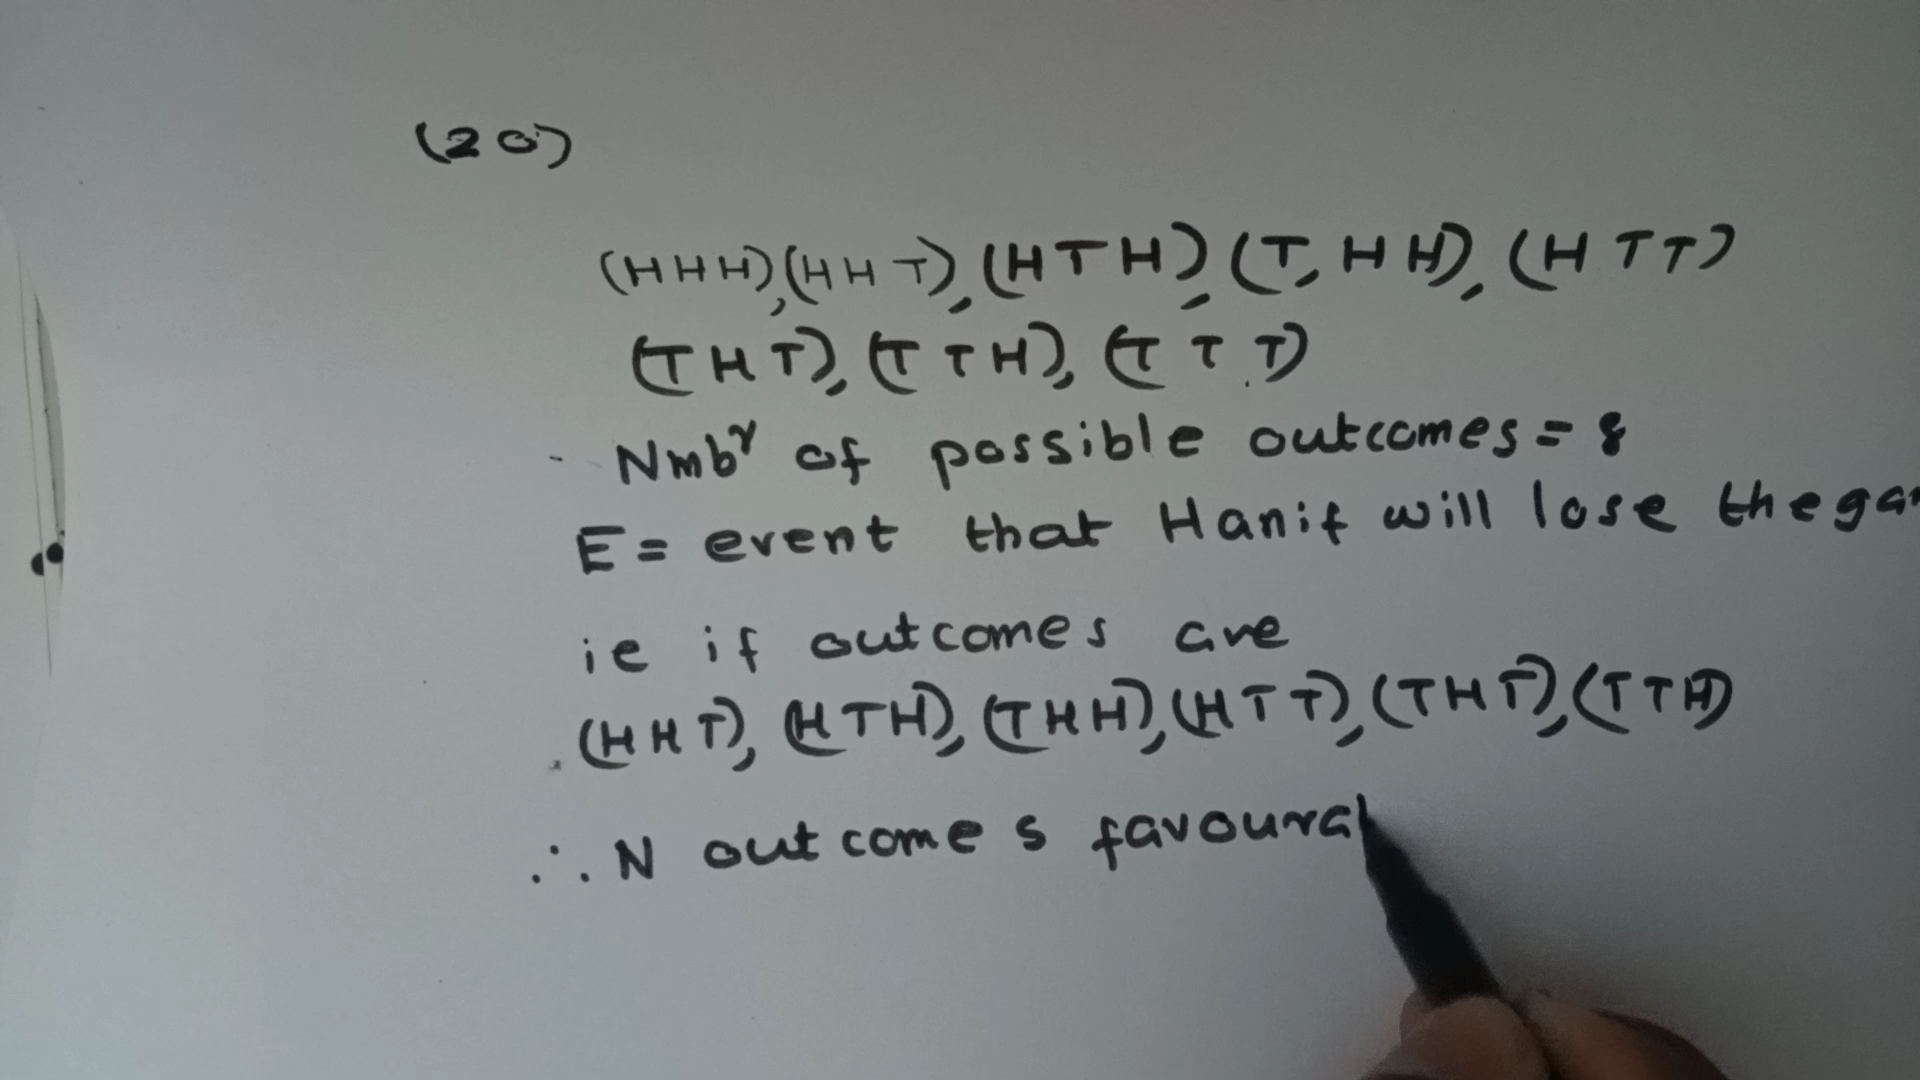 (20)
(HHH),(HHT),(HTH),(T,HH),(HTT)
(THT),(TTH),(TTT)
Nmbr of possible outcomes = 8
E = event that Hanif will lose the
ie if outcomes are
(HHT),(HTH),(THH),(HTT),(THT),(TTH)
∴ N outcomes favoura